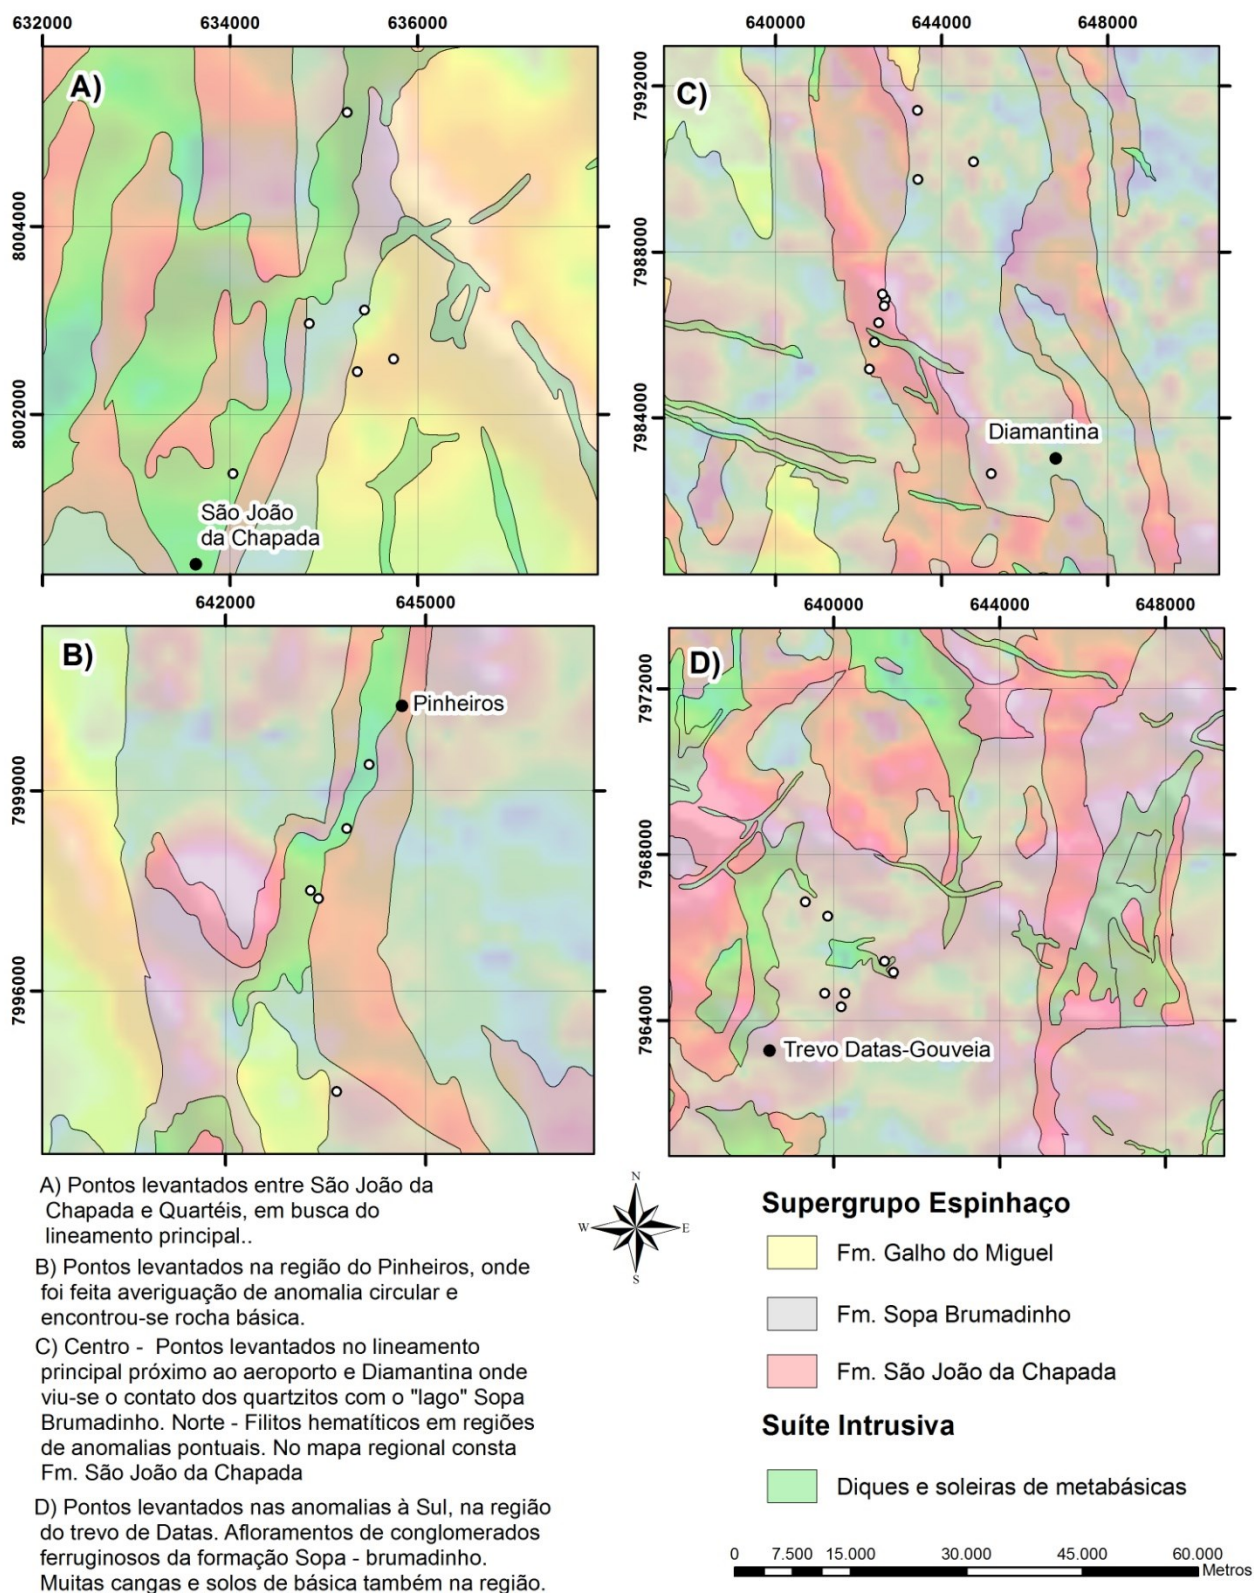 632000 634000 636000
A)
8004000
8002000
São João
da Chapada
640000 644000 648000
C)
7992000
7988000
7984000
Diamantina
642000 645000
B)
Pinheiros
7999000
7996000
640000 644000 648000
D)
7972000
7968000
7964000
Trevo Datas-Gouveia
A) Pontos levantados entre São João da
Chapada e Quartéis, em busca do
lineamento principal..
B) Pontos levantados na região do Pinheiros, onde
foi feita averiguação de anomalia circular e
encontrou-se rocha básica.
C) Centro - Pontos levantados no lineamento
principal próximo ao aeroporto e Diamantina onde
viu-se o contato dos quartzitos com o "lago" Sopa
Brumadinho. Norte - Filitos hematíticos em regiões
de anomalias pontuais. No mapa regional consta
Fm. São João da Chapada
D) Pontos levantados nas anomalias à Sul, na região
do trevo de Datas. Afloramentos de conglomerados
ferruginosos da formação Sopa - brumadinho.
Muitas cangas e solos de básica também na região.
N
W E
S
Supergrupo Espinhaço
Fm. Galho do Miguel
Fm. Sopa Brumadinho
Fm. São João da Chapada
Suíte Intrusiva
Diques e soleiras de metabásicas
0 7.500 15.000 30.000 45.000 60.000
Metros